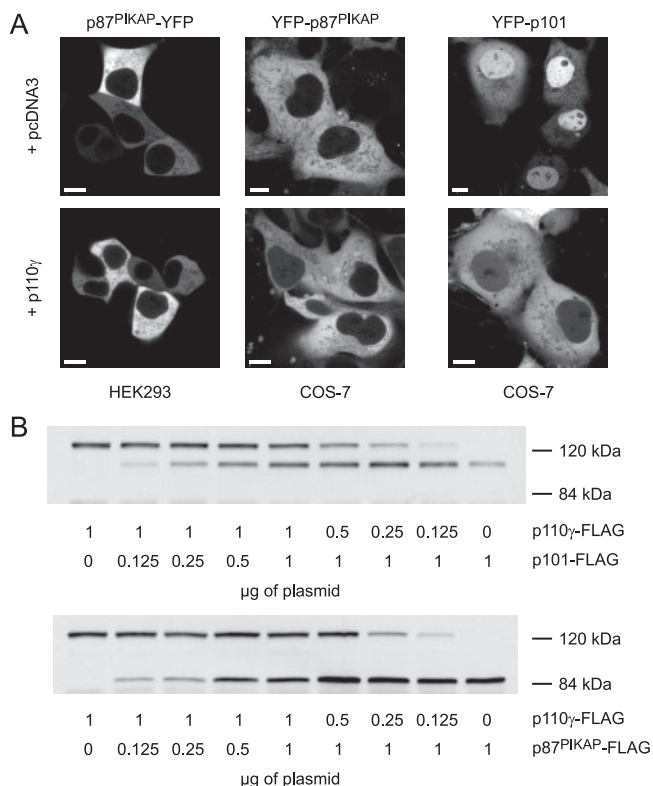 A
p87PIKAP-YFP YFP-p87PIKAP YFP-p101
+ pcDNA3
+ p110γ
HEK293 COS-7 COS-7
B
120 kDa
84 kDa
1 1 1 1 1 0.5 0.25 0.125 0 p110γ-FLAG
0 0.125 0.25 0.5 1 1 1 1 1 p101-FLAG
µg of plasmid
120 kDa
84 kDa
1 1 1 1 1 0.5 0.25 0.125 0 p110γ-FLAG
0 0.125 0.25 0.5 1 1 1 1 1 p87PIKAP-FLAG
µg of plasmid